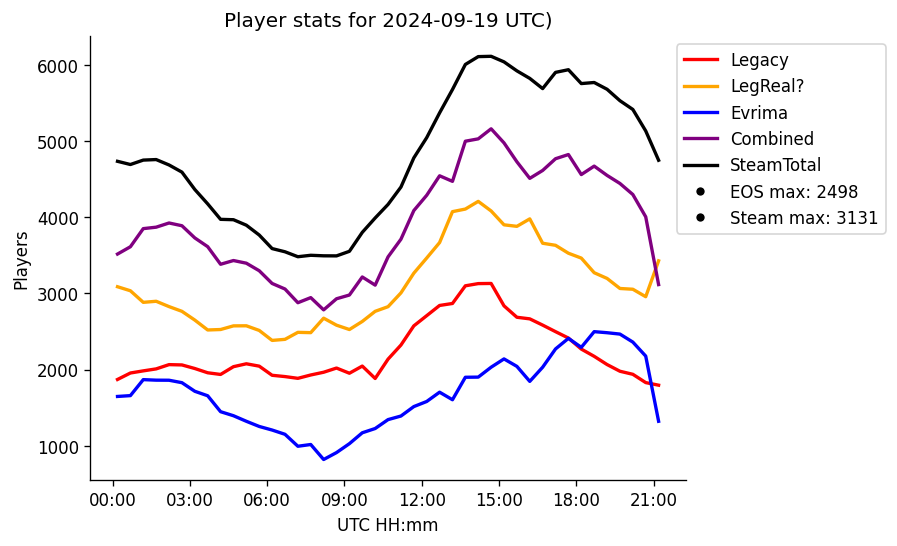 Player stats for 2024-09-19 UTC)
Legacy
LegReal?
Evrima
Combined
SteamTotal
EOS max: 2498
Steam max: 3131
Players
6000
5000
4000
3000
2000
1000
00:00 03:00 06:00 09:00 12:00 15:00 18:00 21:00
UTC HH:mm